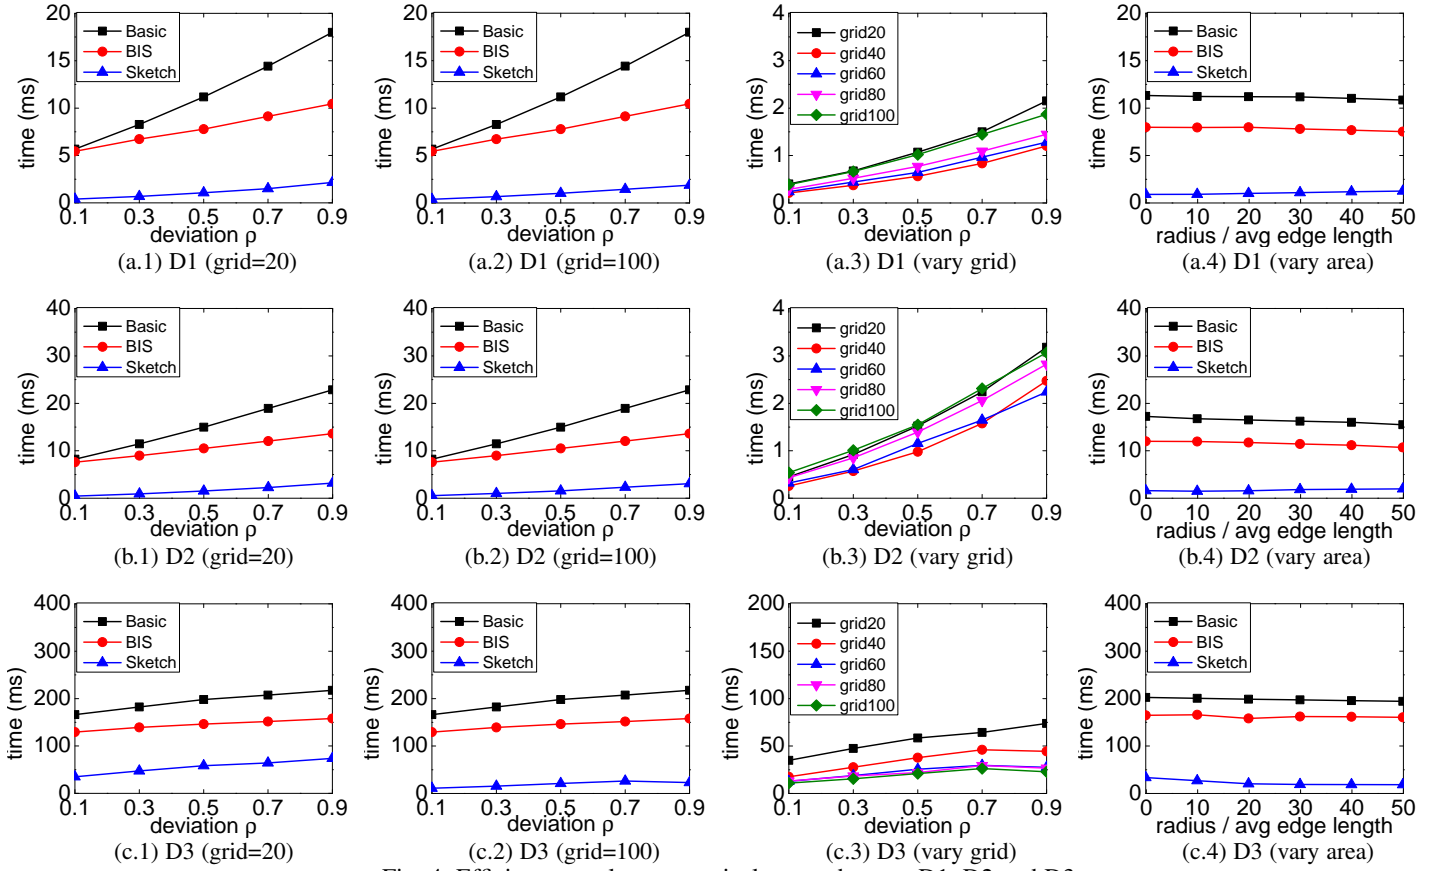 20
15
10
5
0
time (ms)
Basic
BIS
Sketch
0.1 0.3 0.5 0.7 0.9
deviation ρ
(a.1) D1 (grid=20)
20
15
10
5
0
time (ms)
Basic
BIS
Sketch
0.1 0.3 0.5 0.7 0.9
deviation ρ
(a.2) D1 (grid=100)
4
3
2
1
0
time (ms)
grid20
grid40
grid60
grid80
grid100
0.1 0.3 0.5 0.7 0.9
deviation ρ
(a.3) D1 (vary grid)
20
15
10
5
0
time (ms)
Basic
BIS
Sketch
0 10 20 30 40 50
radius / avg edge length
(a.4) D1 (vary area)
40
30
20
10
0
time (ms)
Basic
BIS
Sketch
0.1 0.3 0.5 0.7 0.9
deviation ρ
(b.1) D2 (grid=20)
40
30
20
10
0
time (ms)
Basic
BIS
Sketch
0.1 0.3 0.5 0.7 0.9
deviation ρ
(b.2) D2 (grid=100)
4
3
2
1
0
time (ms)
grid20
grid40
grid60
grid80
grid100
0.1 0.3 0.5 0.7 0.9
deviation ρ
(b.3) D2 (vary grid)
40
30
20
10
0
time (ms)
Basic
BIS
Sketch
0 10 20 30 40 50
radius / avg edge length
(b.4) D2 (vary area)
400
300
200
100
0
time (ms)
Basic
BIS
Sketch
0.1 0.3 0.5 0.7 0.9
deviation ρ
(c.1) D3 (grid=20)
400
300
200
100
0
time (ms)
Basic
BIS
Sketch
0.1 0.3 0.5 0.7 0.9
deviation ρ
(c.2) D3 (grid=100)
200
150
100
50
0
time (ms)
grid20
grid40
grid60
grid80
grid100
0.1 0.3 0.5 0.7 0.9
deviation ρ
(c.3) D3 (vary grid)
400
300
200
100
0
time (ms)
Basic
BIS
Sketch
0 10 20 30 40 50
radius / avg edge length
(c.4) D3 (vary area)